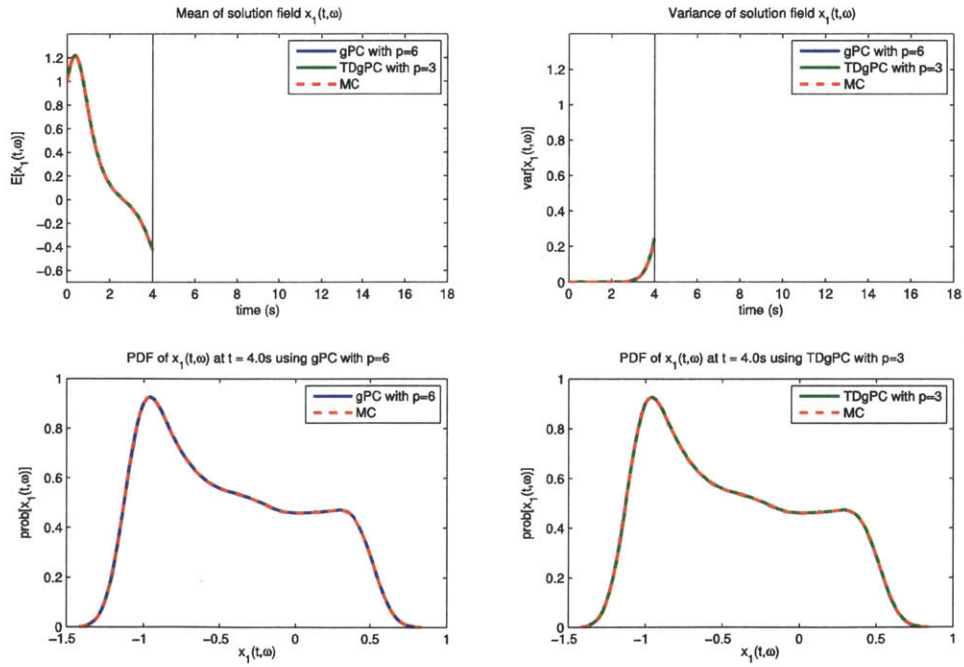 Mean of solution field x₁(t,ω)
E[x₁(t,ω)]
1.2
1
0.8
0.6
0.4
0.2
0
−0.2
−0.4
−0.6
gPC with p=6
TDgPC with p=3
MC
0 2 4 6 8 10 12 14 16 18
time (s)
Variance of solution field x₁(t,ω)
var[x₁(t,ω)]
1.2
1
0.8
0.6
0.4
0.2
0
gPC with p=6
TDgPC with p=3
MC
0 2 4 6 8 10 12 14 16 18
time (s)
PDF of x₁(t,ω) at t = 4.0s using gPC with p=6
prob[x₁(t,ω)]
1
0.8
0.6
0.4
0.2
0
gPC with p=6
MC
−1.5 −1 −0.5 0 0.5 1
x₁(t,ω)
PDF of x₁(t,ω) at t = 4.0s using TDgPC with p=3
prob[x₁(t,ω)]
1
0.8
0.6
0.4
0.2
0
TDgPC with p=3
MC
−1.5 −1 −0.5 0 0.5 1
x₁(t,ω)